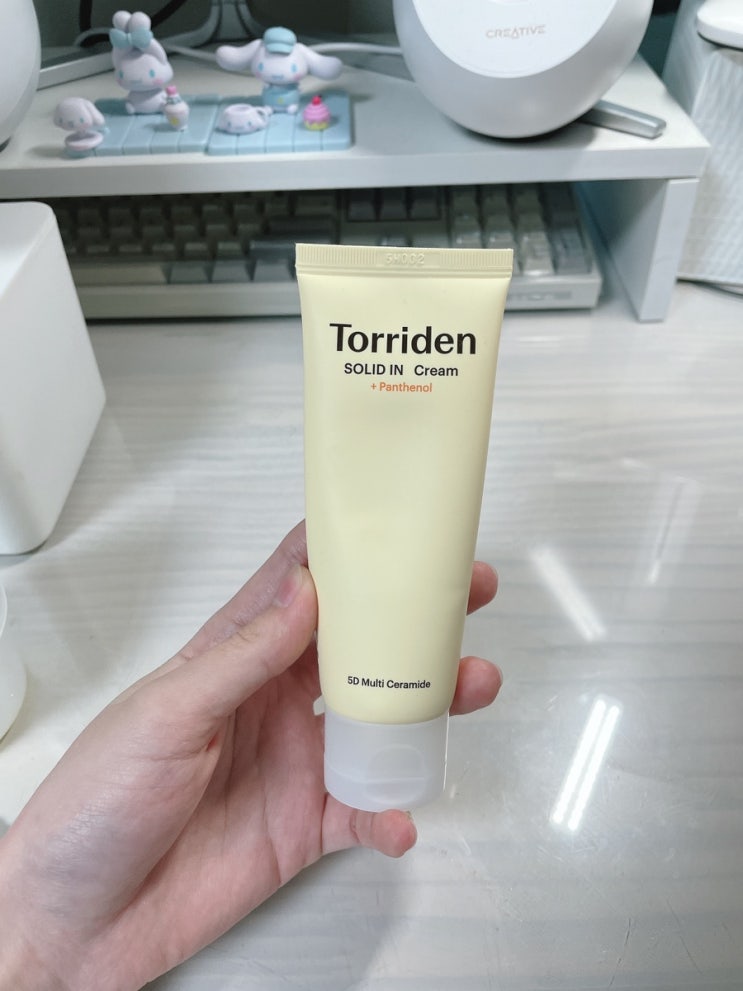 CREATIVE
Torriden
SOLID IN Cream
+ Panthenol
5D Multi Ceramide